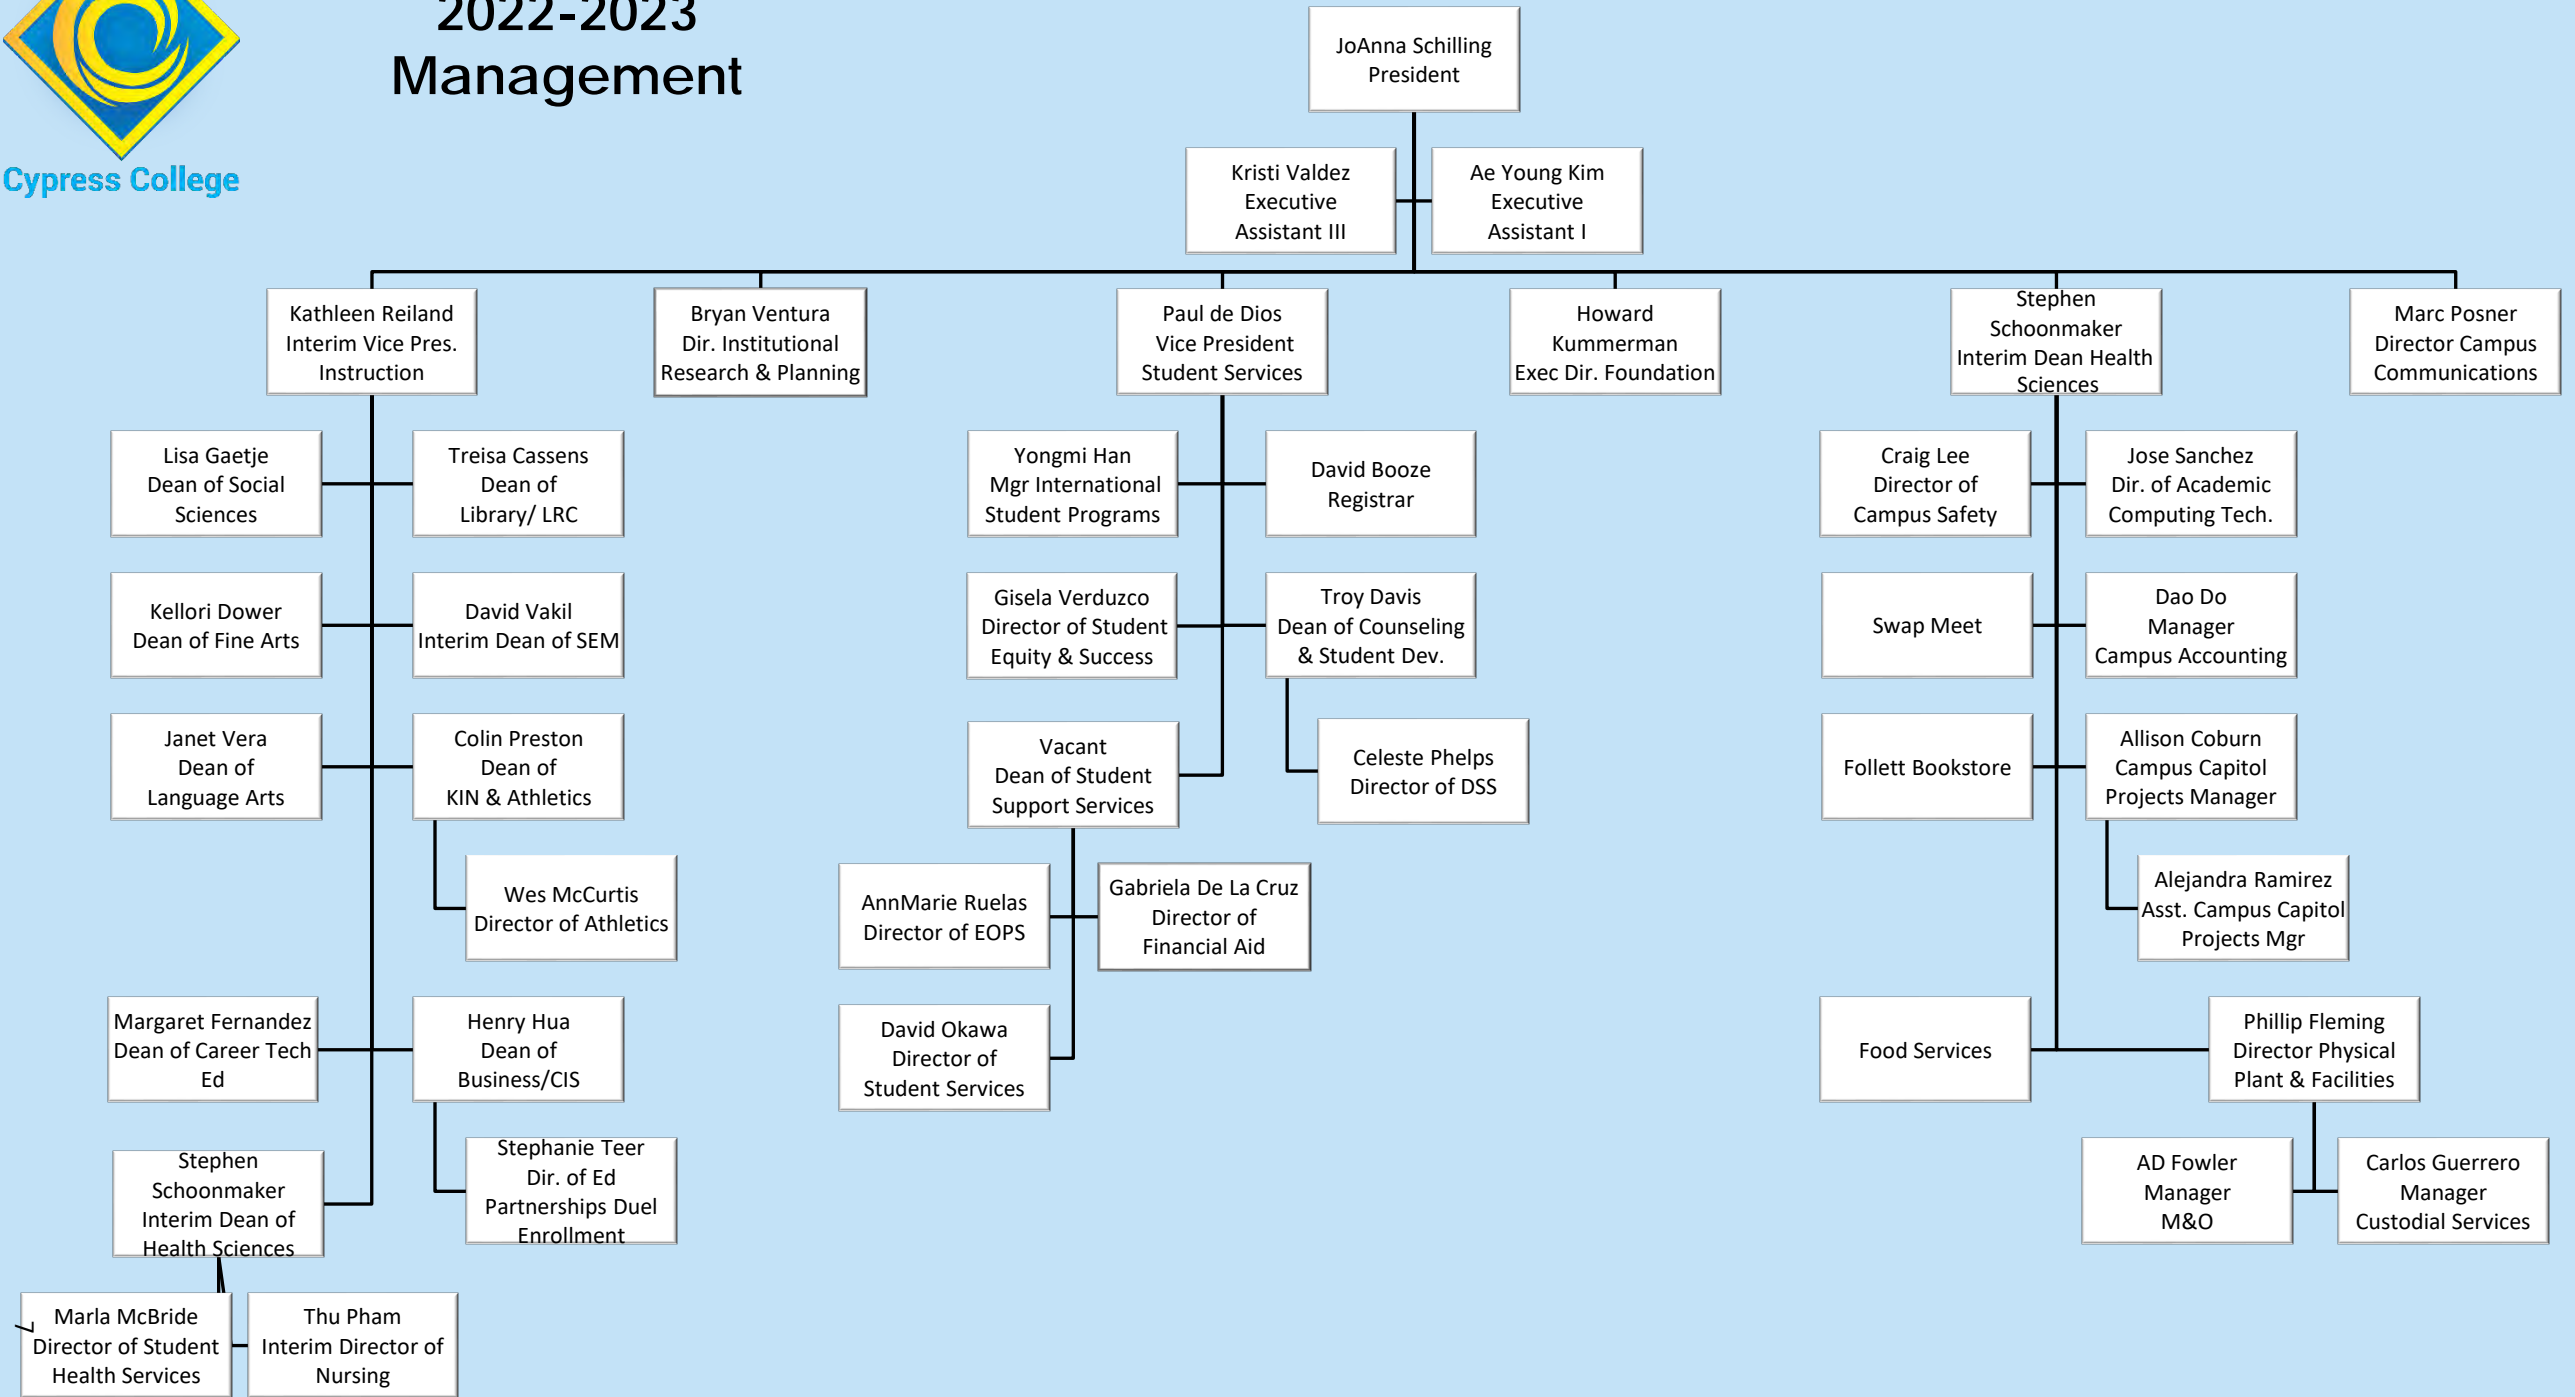 2022-2023
Management
Cypress College
JoAnna Schilling
President
Kristi Valdez
Executive
Assistant III
Ae Young Kim
Executive
Assistant I
Kathleen Reiland
Interim Vice Pres.
Instruction
Bryan Ventura
Dir. Institutional
Research & Planning
Paul de Dios
Vice President
Student Services
Howard
Kummerman
Exec Dir. Foundation
Stephen
Schoonmaker
Interim Dean Health
Sciences
Marc Posner
Director Campus
Communications
Lisa Gaetje
Dean of Social
Sciences
Treisa Cassens
Dean of
Library/ LRC
Yongmi Han
Mgr International
Student Programs
David Booze
Registrar
Craig Lee
Director of
Campus Safety
Jose Sanchez
Dir. of Academic
Computing Tech.
Kellori Dower
Dean of Fine Arts
David Vakil
Interim Dean of SEM
Gisela Verduzco
Director of Student
Equity & Success
Troy Davis
Dean of Counseling
& Student Dev.
Swap Meet
Dao Do
Manager
Campus Accounting
Janet Vera
Dean of
Language Arts
Colin Preston
Dean of
KIN & Athletics
Vacant
Dean of Student
Support Services
Celeste Phelps
Director of DSS
Follett Bookstore
Allison Coburn
Campus Capitol
Projects Manager
Wes McCurtis
Director of Athletics
AnnMarie Ruelas
Director of EOPS
Gabriela De La Cruz
Director of
Financial Aid
Alejandra Ramirez
Asst. Campus Capitol
Projects Mgr
Margaret Fernandez
Dean of Career Tech
Ed
Henry Hua
Dean of
Business/CIS
David Okawa
Director of
Student Services
Food Services
Phillip Fleming
Director Physical
Plant & Facilities
Stephen
Schoonmaker
Interim Dean of
Health Sciences
Stephanie Teer
Dir. of Ed
Partnerships Duel
Enrollment
AD Fowler
Manager
M&O
Carlos Guerrero
Manager
Custodial Services
Marla McBride
Director of Student
Health Services
Thu Pham
Interim Director of
Nursing